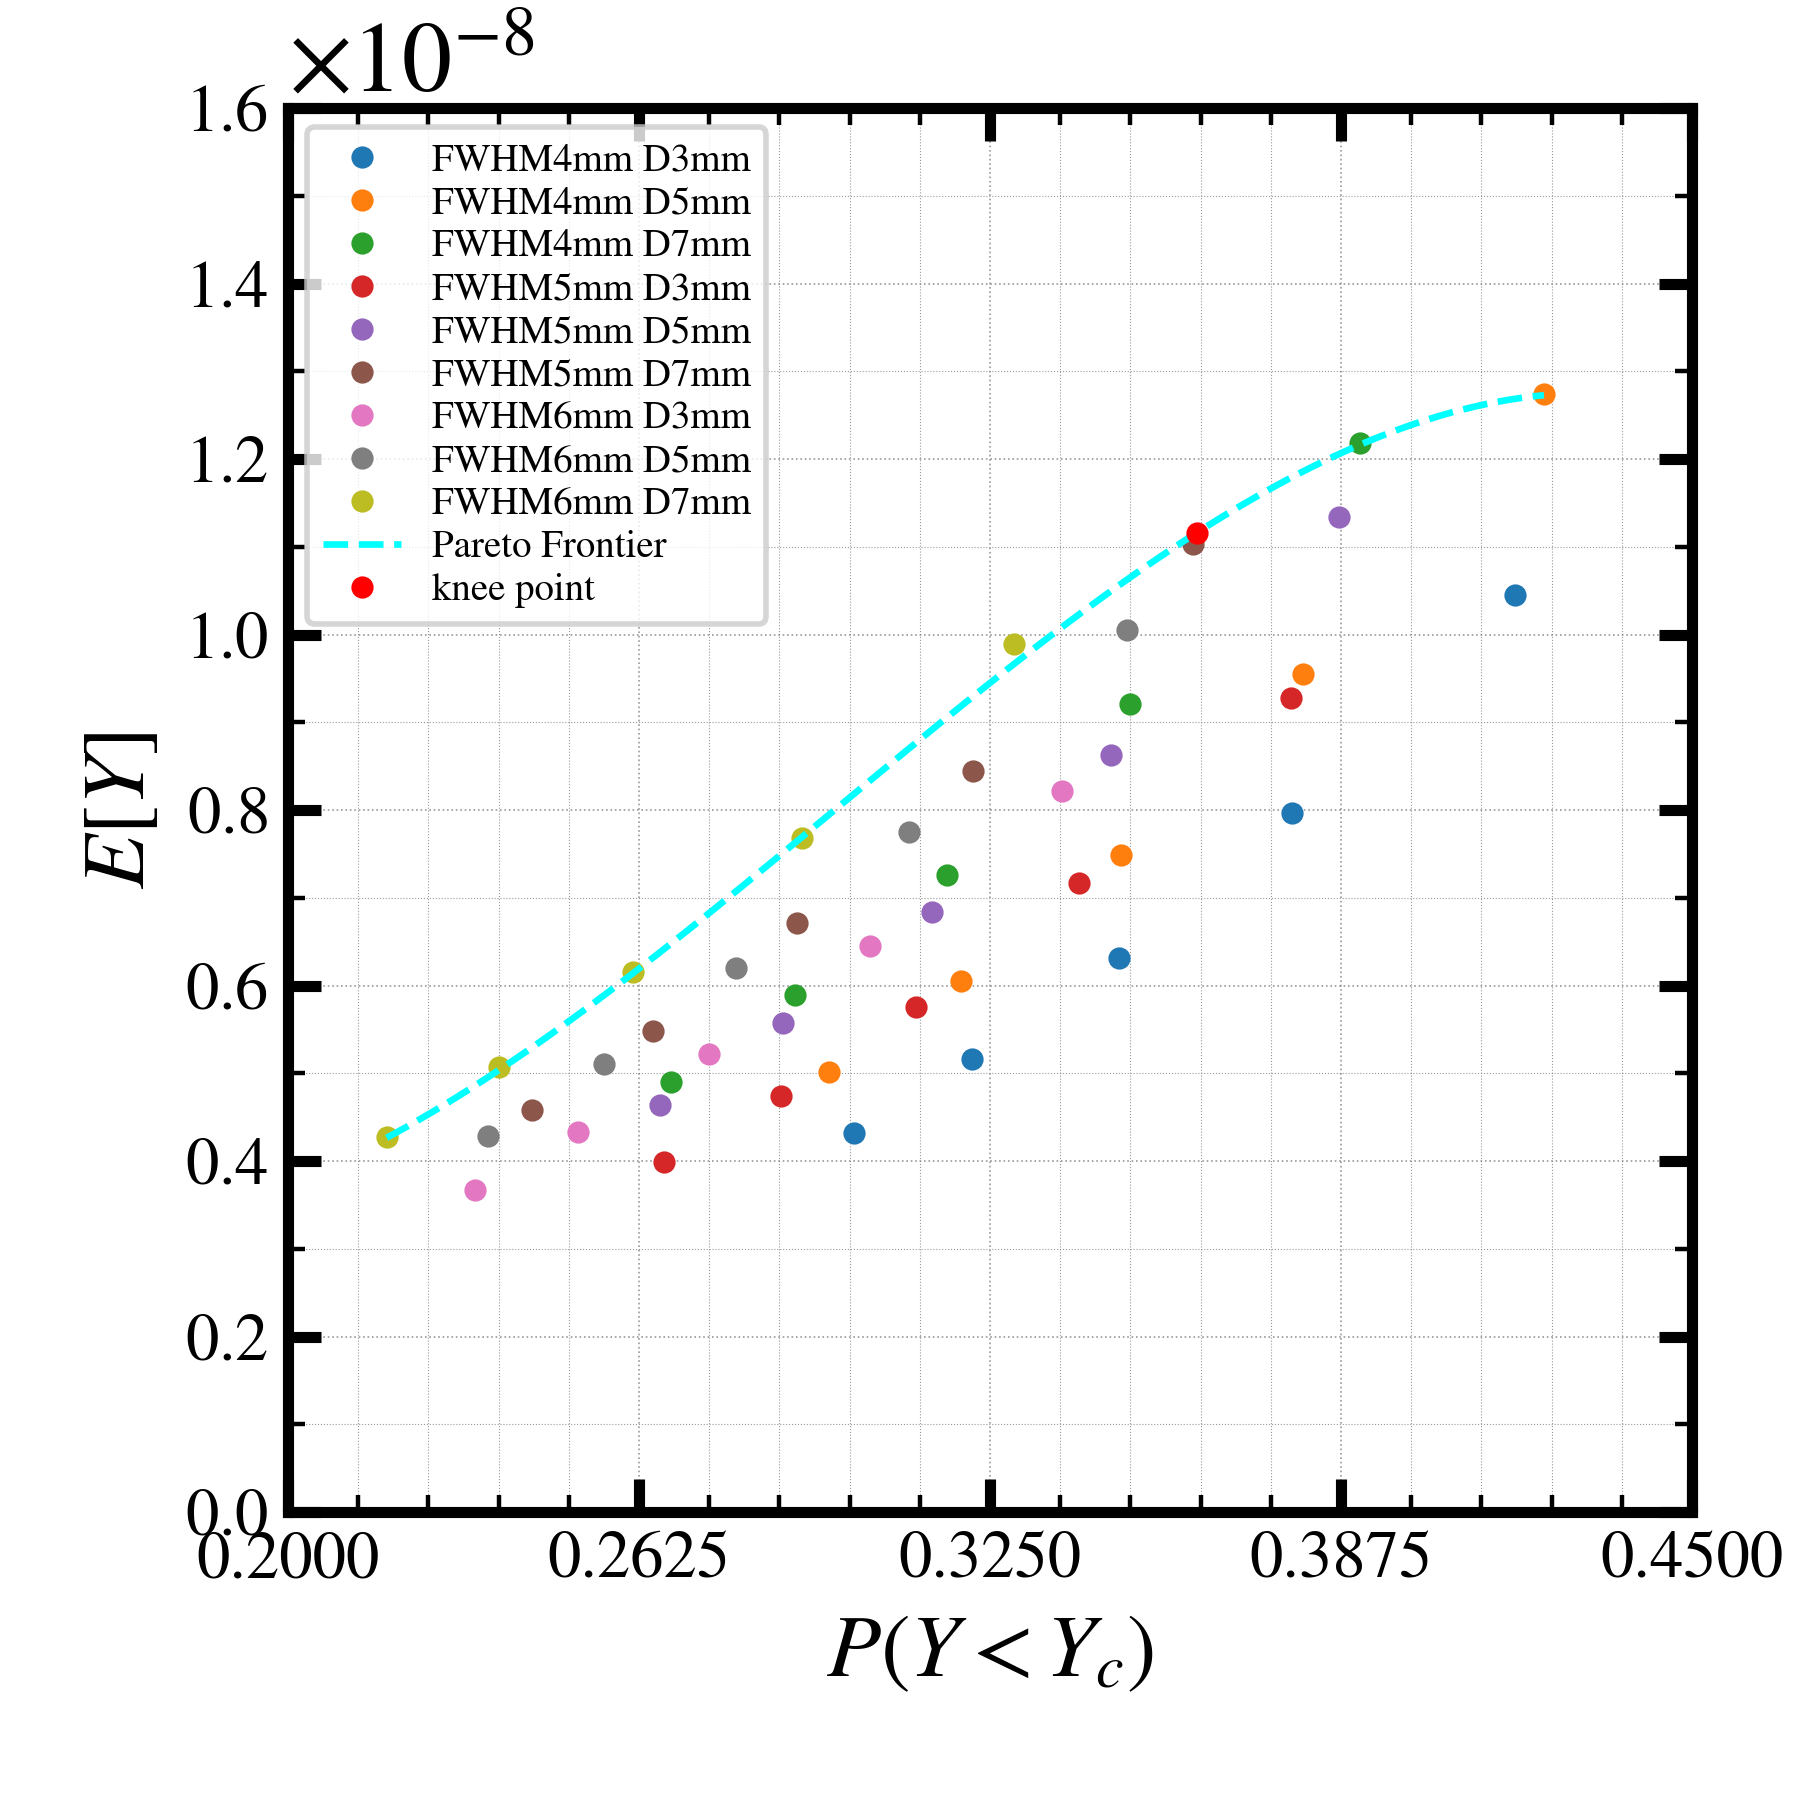 ×10⁻⁸
1.6
1.4
1.2
1.0
0.8
0.6
0.4
0.2
0.0
E[Y]
FWHM4mm D3mm
FWHM4mm D5mm
FWHM4mm D7mm
FWHM5mm D3mm
FWHM5mm D5mm
FWHM5mm D7mm
FWHM6mm D3mm
FWHM6mm D5mm
FWHM6mm D7mm
Pareto Frontier
knee point
0.2000 0.2625 0.3250 0.3875 0.4500
P(Y < Y_c)